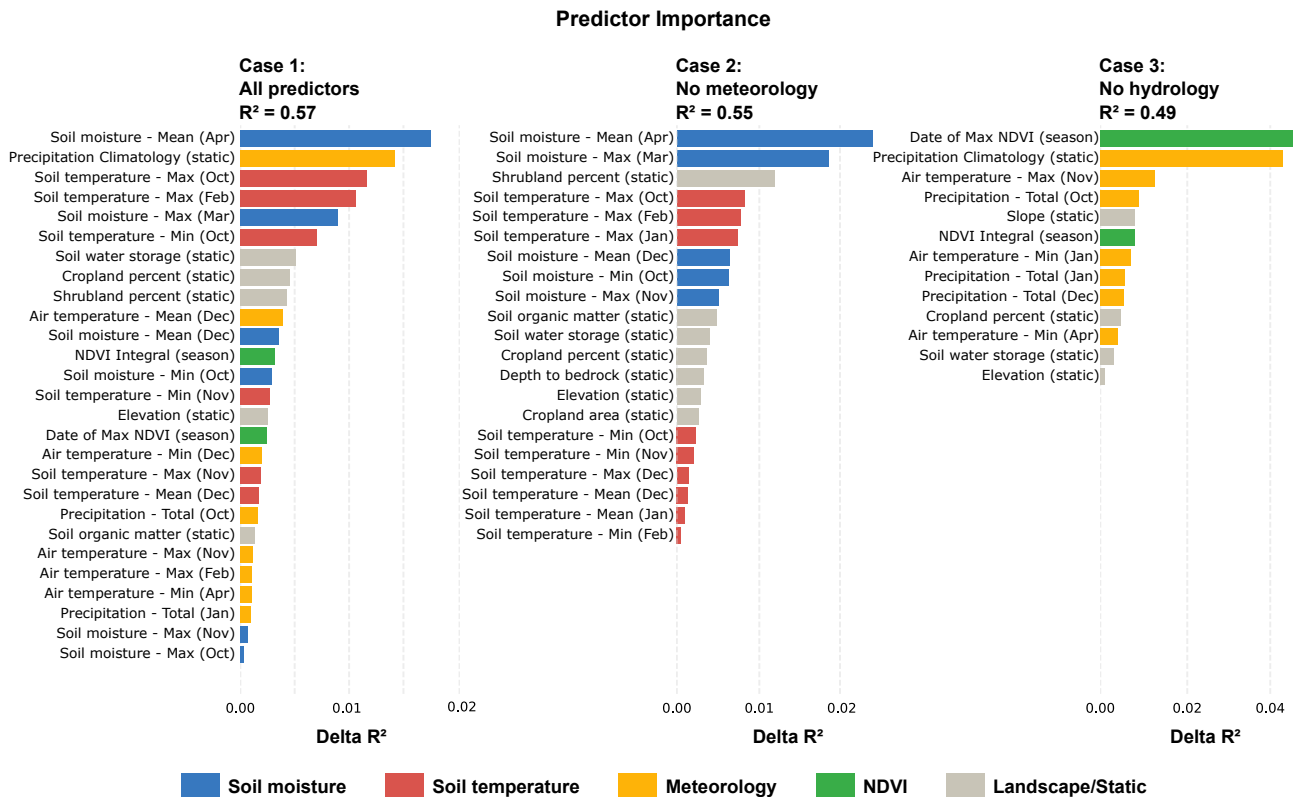 Predictor Importance
Case 1:
All predictors
R² = 0.57
Soil moisture - Mean (Apr)
Precipitation Climatology (static)
Soil temperature - Max (Oct)
Soil temperature - Max (Feb)
Soil moisture - Max (Mar)
Soil temperature - Min (Oct)
Soil water storage (static)
Cropland percent (static)
Shrubland percent (static)
Air temperature - Mean (Dec)
Soil moisture - Mean (Dec)
NDVI Integral (season)
Soil moisture - Min (Oct)
Soil temperature - Min (Nov)
Elevation (static)
Date of Max NDVI (season)
Air temperature - Min (Dec)
Soil temperature - Max (Nov)
Soil temperature - Mean (Dec)
Precipitation - Total (Oct)
Soil organic matter (static)
Air temperature - Max (Nov)
Air temperature - Max (Feb)
Air temperature - Min (Apr)
Precipitation - Total (Jan)
Soil moisture - Max (Nov)
Soil moisture - Max (Oct)
0.00 0.01 0.02
Delta R²
Case 2:
No meteorology
R² = 0.55
Soil moisture - Mean (Apr)
Soil moisture - Max (Mar)
Shrubland percent (static)
Soil temperature - Max (Oct)
Soil temperature - Max (Feb)
Soil temperature - Max (Jan)
Soil moisture - Mean (Dec)
Soil moisture - Min (Oct)
Soil moisture - Max (Nov)
Soil organic matter (static)
Soil water storage (static)
Cropland percent (static)
Depth to bedrock (static)
Elevation (static)
Cropland area (static)
Soil temperature - Min (Oct)
Soil temperature - Min (Nov)
Soil temperature - Max (Dec)
Soil temperature - Mean (Dec)
Soil temperature - Mean (Jan)
Soil temperature - Min (Feb)
0.00 0.01 0.02
Delta R²
Case 3:
No hydrology
R² = 0.49
Date of Max NDVI (season)
Precipitation Climatology (static)
Air temperature - Max (Nov)
Precipitation - Total (Oct)
Slope (static)
NDVI Integral (season)
Air temperature - Min (Jan)
Precipitation - Total (Jan)
Precipitation - Total (Dec)
Cropland percent (static)
Air temperature - Min (Apr)
Soil water storage (static)
Elevation (static)
0.00 0.02 0.04
Delta R²
Soil moisture Soil temperature Meteorology NDVI Landscape/Static